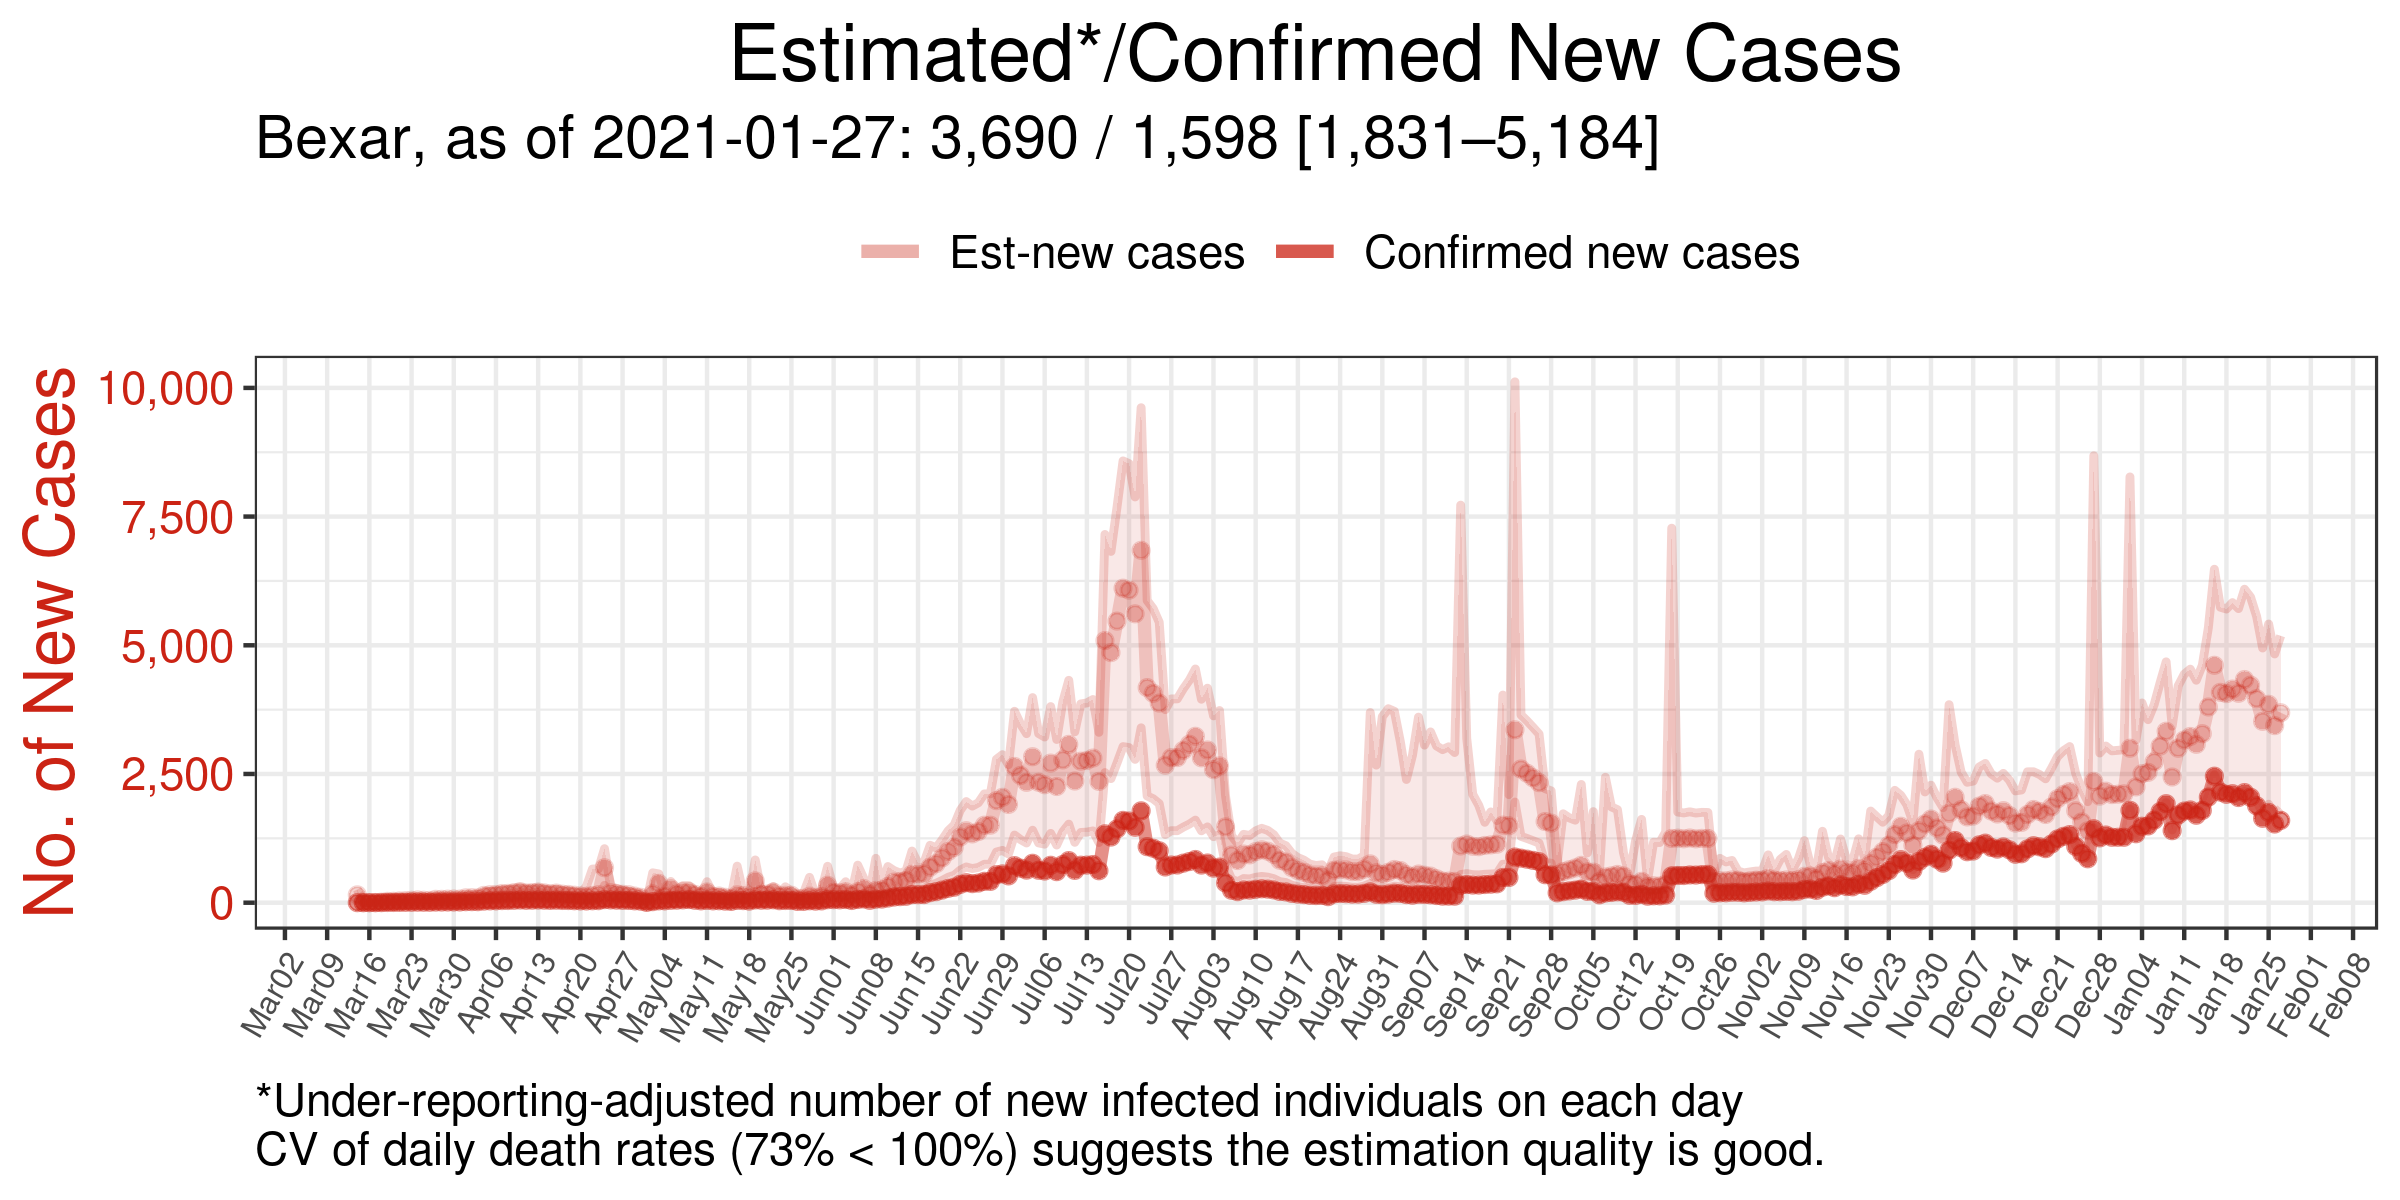 Estimated*/Confirmed New Cases
Bexar, as of 2021-01-27: 3,690 / 1,598 [1,831–5,184]
Est-new cases Confirmed new cases
No. of New Cases
10,000
7,500
5,000
2,500
0
Mar02 Mar09 Mar16 Mar23 Mar30 Apr06 Apr13 Apr20 Apr27 May04 May11 May18 May25 Jun01 Jun08 Jun15 Jun22 Jun29 Jul06 Jul13 Jul20 Jul27 Aug03 Aug10 Aug17 Aug24 Aug31 Sep07 Sep14 Sep21 Sep28 Oct05 Oct12 Oct19 Oct26 Nov02 Nov09 Nov16 Nov23 Nov30 Dec07 Dec14 Dec21 Dec28 Jan04 Jan11 Jan18 Jan25 Feb01 Feb08
*Under-reporting-adjusted number of new infected individuals on each day
CV of daily death rates (73% < 100%) suggests the estimation quality is good.